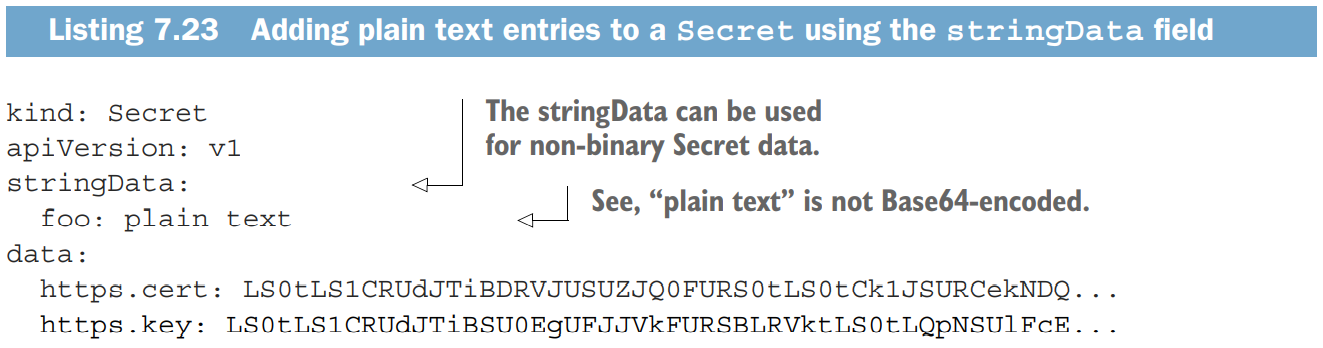 Listing 7.23 Adding plain text entries to a Secret using the stringData field
kind: Secret
apiVersion: v1
stringData:
  foo: plain text
data:
  https.cert: LS0tLS1CRUdJTiBDRVJUSUZJQ0FURS0tLS0tCk1JSURCekNDQ...
  https.key: LS0tLS1CRUdJTiBSU0EgUFJJVkFURSBLRVktLS0tLQpNSUlFcE...
The stringData can be used
for non-binary Secret data.
See, “plain text” is not Base64-encoded.